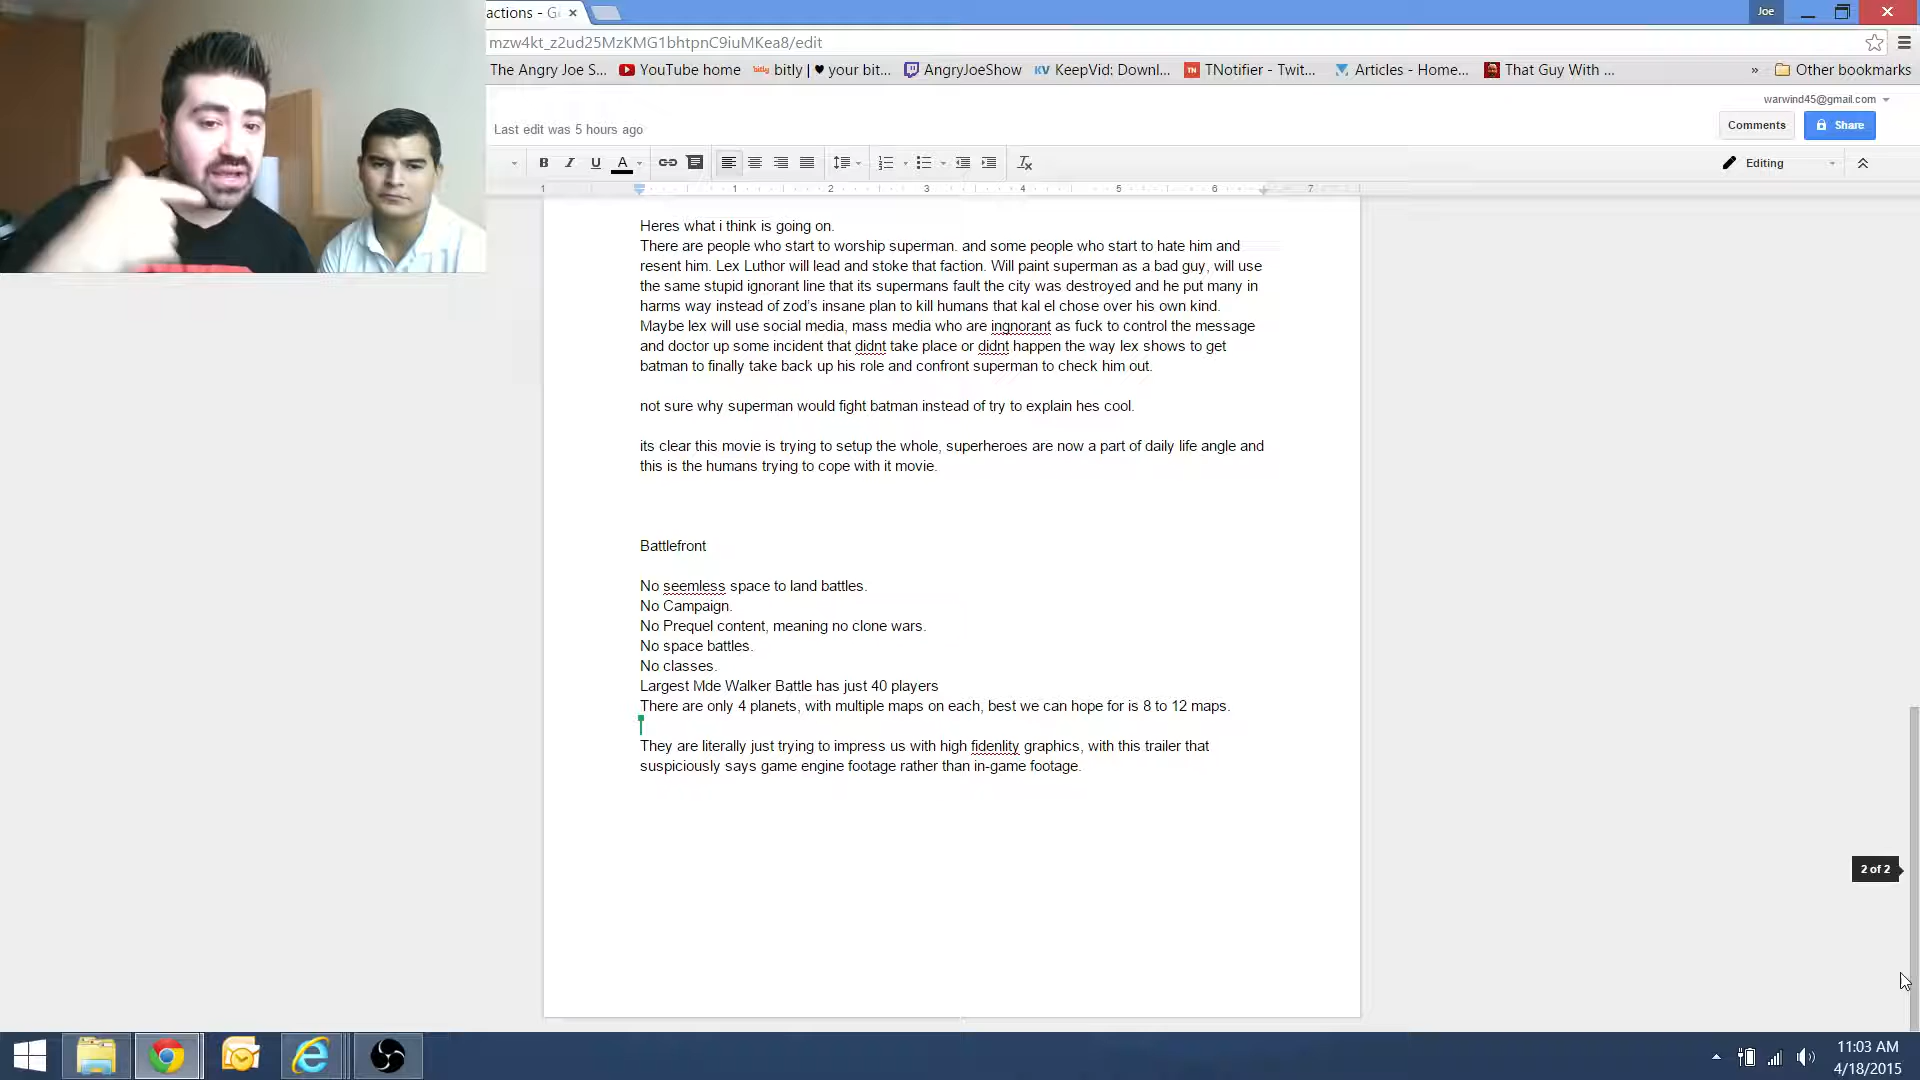 actions - G
Joe
mzw4kt_z2ud25MzKMG1bhtpnC9iuMKea8/edit
The Angry Joe S...
YouTube home
bitly | ♥ your bit...
AngryJoeShow
KeepVid: Downl...
TNotifier - Twit...
Articles - Home...
That Guy With ...
»
Other bookmarks
warwind45@gmail.com
Last edit was 5 hours ago
Comments
Share
B I U A
Editing
1 1 2 3 4 5 6 7
Heres what i think is going on.
There are people who start to worship superman. and some people who start to hate him and
resent him. Lex Luthor will lead and stoke that faction. Will paint superman as a bad guy, will use
the same stupid ignorant line that its supermans fault the city was destroyed and he put many in
harms way instead of zod's insane plan to kill humans that kal el chose over his own kind.
Maybe lex will use social media, mass media who are ingnorant as fuck to control the message
and doctor up some incident that didnt take place or didnt happen the way lex shows to get
batman to finally take back up his role and confront superman to check him out.
not sure why superman would fight batman instead of try to explain hes cool.
its clear this movie is trying to setup the whole, superheroes are now a part of daily life angle and
this is the humans trying to cope with it movie.
Battlefront
No seemless space to land battles.
No Campaign.
No Prequel content, meaning no clone wars.
No space battles.
No classes.
Largest Mde Walker Battle has just 40 players
There are only 4 planets, with multiple maps on each, best we can hope for is 8 to 12 maps.
They are literally just trying to impress us with high fidenlity graphics, with this trailer that
suspiciously says game engine footage rather than in-game footage.
2 of 2
11:03 AM
4/18/2015